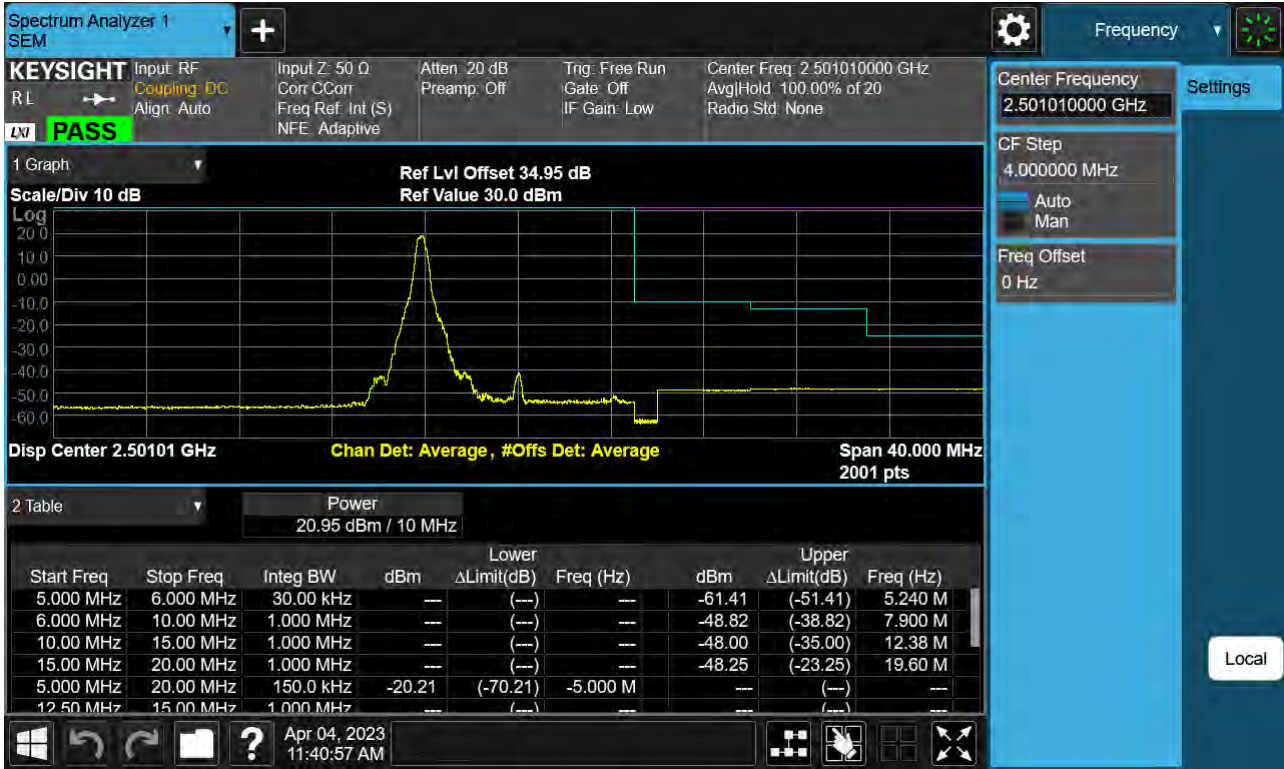 Spectrum Analyzer 1
SEM
+
Frequency
KEYSIGHT
R L
LXI
PASS
Input: RF
Coupling: DC
Align: Auto
Input Z: 50 Ω
Corr CCorr
Freq Ref: Int (S)
NFE: Adaptive
Atten: 20 dB
Preamp: Off
Trig: Free Run
Gate: Off
IF Gain: Low
Center Freq: 2.501010000 GHz
Avg|Hold: 100.00% of 20
Radio Std: None
Center Frequency
2.501010000 GHz
Settings
CF Step
4.000000 MHz
Auto
Man
Freq Offset
0 Hz
Local
1 Graph
Scale/Div 10 dB
Ref Lvl Offset 34.95 dB
Ref Value 30.0 dBm
Log
20.0
10.0
0.00
-10.0
-20.0
-30.0
-40.0
-50.0
-60.0
Disp Center 2.50101 GHz
Chan Det: Average, #Offs Det: Average
Span 40.000 MHz
2001 pts
2 Table
Power
20.95 dBm / 10 MHz
Lower Upper
Start Freq Stop Freq Integ BW dBm ΔLimit(dB) Freq (Hz) dBm ΔLimit(dB) Freq (Hz)
5.000 MHz 6.000 MHz 30.00 kHz --- (---) --- -61.41 (-51.41) 5.240 M
6.000 MHz 10.00 MHz 1.000 MHz --- (---) --- -48.82 (-38.82) 7.900 M
10.00 MHz 15.00 MHz 1.000 MHz --- (---) --- -48.00 (-35.00) 12.38 M
15.00 MHz 20.00 MHz 1.000 MHz --- (---) --- -48.25 (-23.25) 19.60 M
5.000 MHz 20.00 MHz 150.0 kHz -20.21 (-70.21) -5.000 M --- (---) ---
12.50 MHz 15.00 MHz 1.000 MHz --- (---) --- --- (---) ---
?
Apr 04, 2023
11:40:57 AM